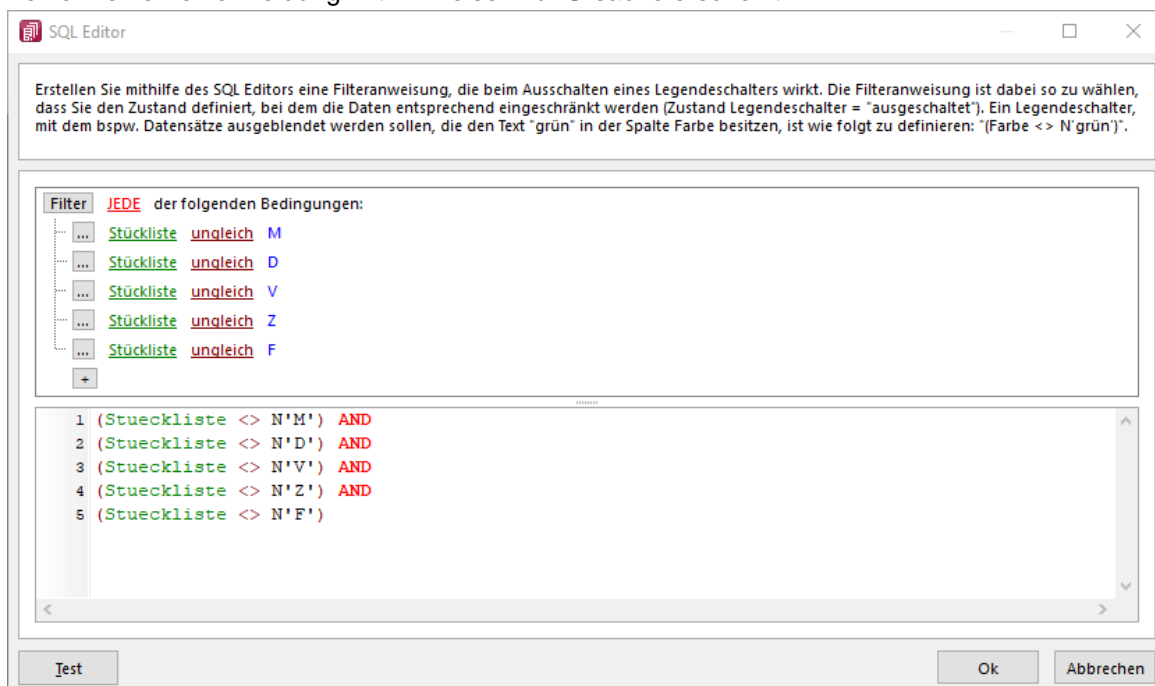 SQL Editor
Erstellen Sie mithilfe des SQL Editors eine Filteranweisung, die beim Ausschalten eines Legendeschalters wirkt. Die Filteranweisung ist dabei so zu wählen,
dass Sie den Zustand definiert, bei dem die Daten entsprechend eingeschränkt werden (Zustand Legendeschalter = "ausgeschaltet"). Ein Legendeschalter,
mit dem bspw. Datensätze ausgeblendet werden sollen, die den Text "grün" in der Spalte Farbe besitzen, ist wie folgt zu definieren: "(Farbe <> N'grün')".
Filter JEDE der folgenden Bedingungen:
... Stückliste ungleich M
... Stückliste ungleich D
... Stückliste ungleich V
... Stückliste ungleich Z
... Stückliste ungleich F
+
1 (Stueckliste <> N'M') AND
2 (Stueckliste <> N'D') AND
3 (Stueckliste <> N'V') AND
4 (Stueckliste <> N'Z') AND
5 (Stueckliste <> N'F')
Test Ok Abbrechen